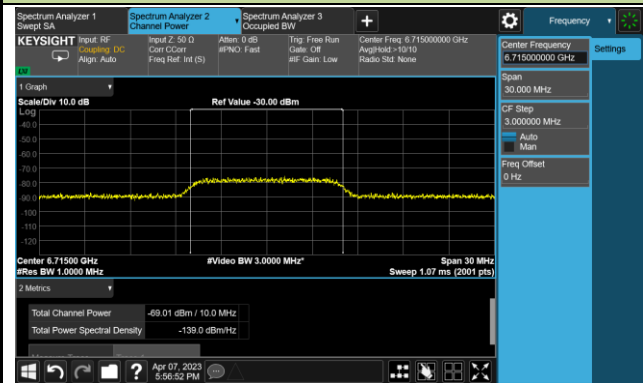 Spectrum Analyzer 1
Swept SA
Spectrum Analyzer 2
Channel Power
Spectrum Analyzer 3
Occupied BW
Frequency
KEYSIGHT
Input: RF
Coupling: DC
Align: Auto
Input Z: 50 Ω
Corr CCorr
Freq Ref: Int (S)
Atten: 0 dB
#PNO: Fast
Trig: Free Run
Gate: Off
#IF Gain: Low
Center Freq: 6.715000000 GHz
Avg|Hold:>10/10
Radio Std: None
Center Frequency
6.715000000 GHz
Settings
Span
30.000 MHz
CF Step
3.000000 MHz
Auto
Man
Freq Offset
0 Hz
1 Graph
Scale/Div 10.0 dB
Ref Value -30.00 dBm
Log
-40.0
-50.0
-60.0
-70.0
-80.0
-90.0
-100
-110
-120
Center 6.71500 GHz
#Video BW 3.0000 MHz*
Span 30 MHz
#Res BW 1.0000 MHz
Sweep 1.07 ms (2001 pts)
2 Metrics
Total Channel Power
-69.01 dBm / 10.0 MHz
Total Power Spectral Density
-139.0 dBm/Hz
Apr 07, 2023
5:56:52 PM